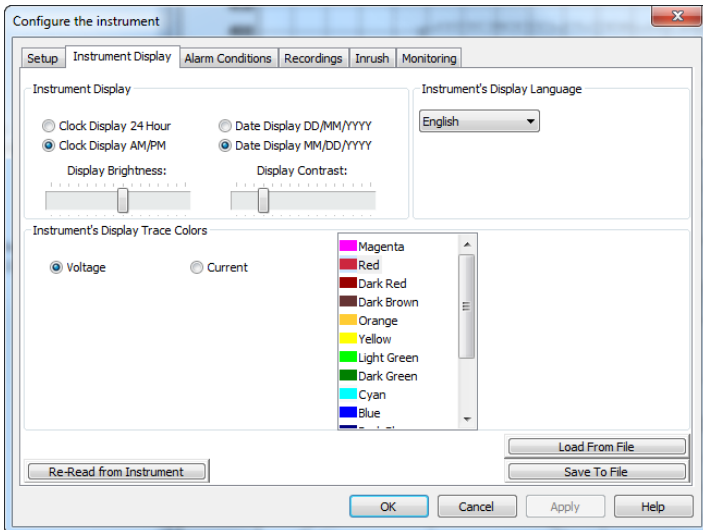 Configure the instrument
Setup
Instrument Display
Alarm Conditions
Recordings
Inrush
Monitoring
Instrument Display
Clock Display 24 Hour
Date Display DD/MM/YYYY
Clock Display AM/PM
Date Display MM/DD/YYYY
Display Brightness:
Display Contrast:
Instrument's Display Language
English
Instrument's Display Trace Colors
Voltage
Current
Magenta
Red
Dark Red
Dark Brown
Orange
Yellow
Light Green
Dark Green
Cyan
Blue
Load From File
Re-Read from Instrument
Save To File
OK
Cancel
Apply
Help